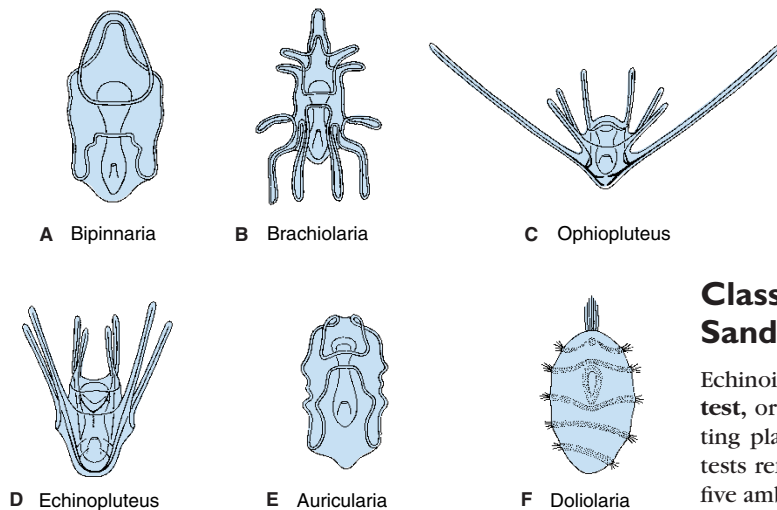 A Bipinnaria
B Brachiolaria
C Ophiopluteus
D Echinopluteus
E Auricularia
F Doliolaria
Class
Sand
Echinoi
test, or
ting pla
tests re
five aml